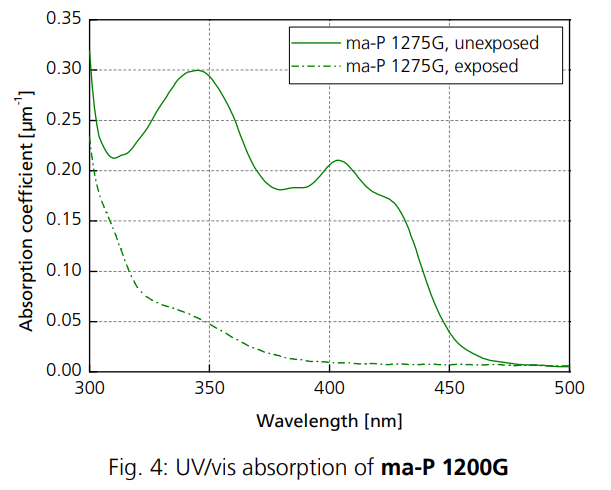 0.35
0.30
0.25
0.20
0.15
0.4
0.05
0.00
Absorption coefficient [µm⁻¹]
ma-P 1275G, unexposed
ma-P 1275G, exposed
300 350 400 450 500
Wavelength [nm]
Fig. 4: UV/vis absorption of ma-P 1200G